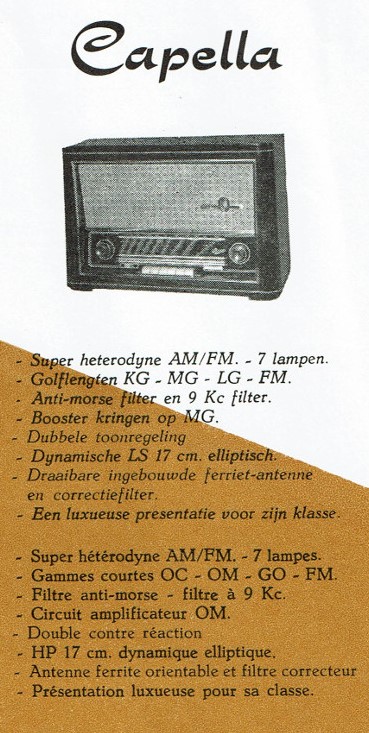 Capella
- Super heterodyne AM/FM. - 7 lampen.
- Golflengten KG - MG - LG - FM.
- Anti-morse filter en 9 Kc filter.
- Booster kringen op MG.
- Dubbele toonregeling
- Dynamische LS 17 cm. elliptisch.
- Draaibare ingebouwde ferriet-antenne
en correctiefilter.
- Een luxueuse presentatie voor zijn klasse.
- Super hétérodyne AM/FM. - 7 lampes.
- Gammes courtes OC - OM - GO - FM.
- Filtre anti-morse - filtre à 9 Kc.
- Circuit amplificateur OM.
- Double contre réaction
- HP 17 cm. dynamique elliptique.
- Antenne ferrite orientable et filtre correcteur
- Présentation luxueuse pour sa classe.